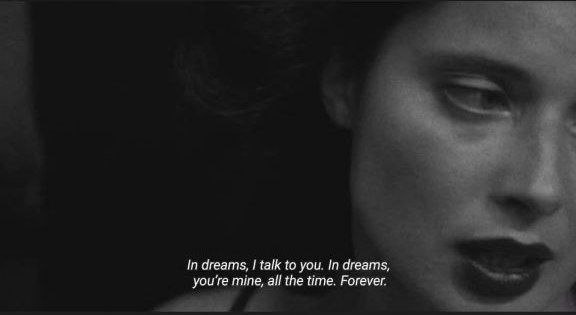 In dreams, I talk to you. In dreams,
you're mine, all the time. Forever.